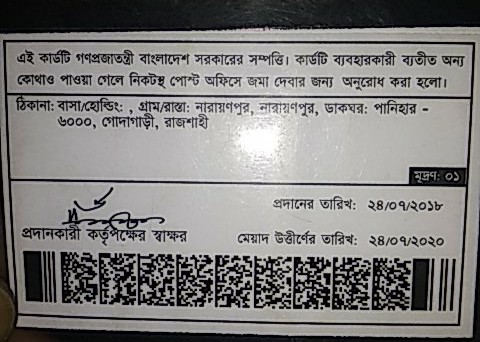 এই কার্ডটি গণপ্রজাতন্ত্রী বাংলাদেশ সরকারের সম্পত্তি। কার্ডটি ব্যবহারকারী ব্যতীত অন্য
কোথাও পাওয়া গেলে নিকটস্থ পোস্ট অফিসে জমা দেবার জন্য অনুরোধ করা হলো।
ঠিকানা: বাসা/হোল্ডিং: , গ্রাম/রাস্তা: নারায়ণপুর, নারায়ণপুর, ডাকঘর: পানিহার -
৬০০০, গোদাগাড়ী, রাজশাহী
মুদ্রণ: ০১
প্রদানের তারিখ: ২৪/০৭/২০১৮
প্রদানকারী কর্তৃপক্ষের স্বাক্ষর
মেয়াদ উত্তীর্ণের তারিখ: ২৪/০৭/২০২০